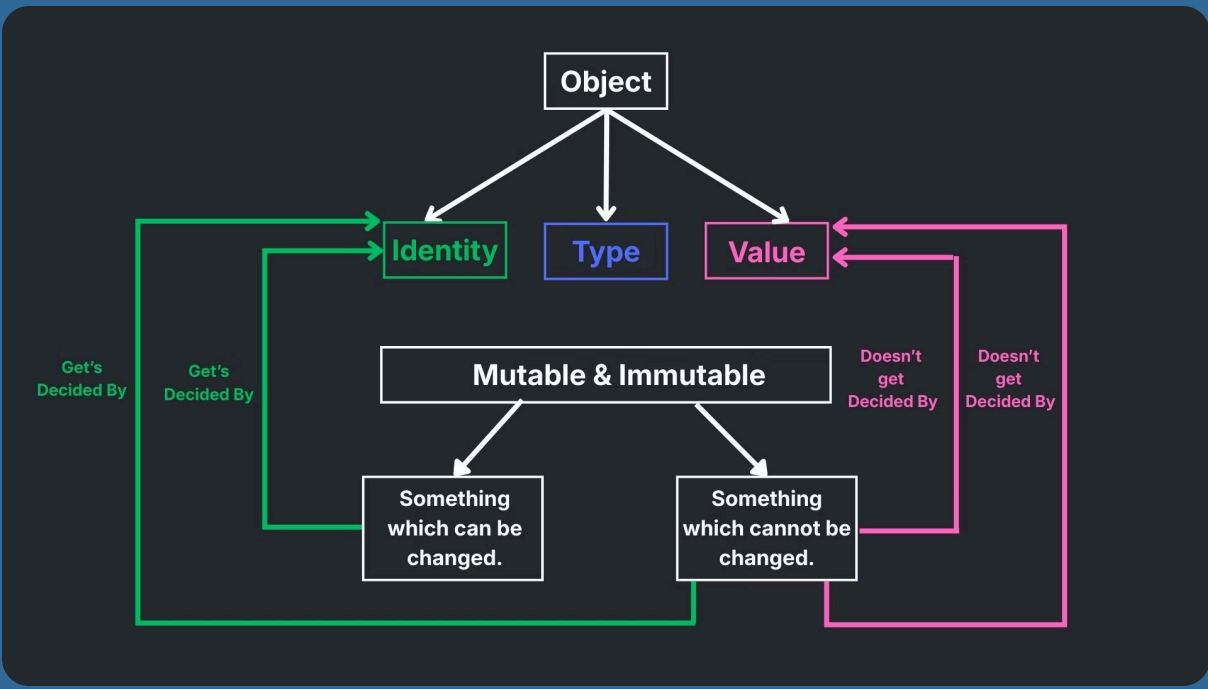 Object
Identity
Type
Value
Get's
Decided By
Get's
Decided By
Mutable & Immutable
Doesn't
get
Decided By
Doesn't
get
Decided By
Something
which can be
changed.
Something
which cannot be
changed.